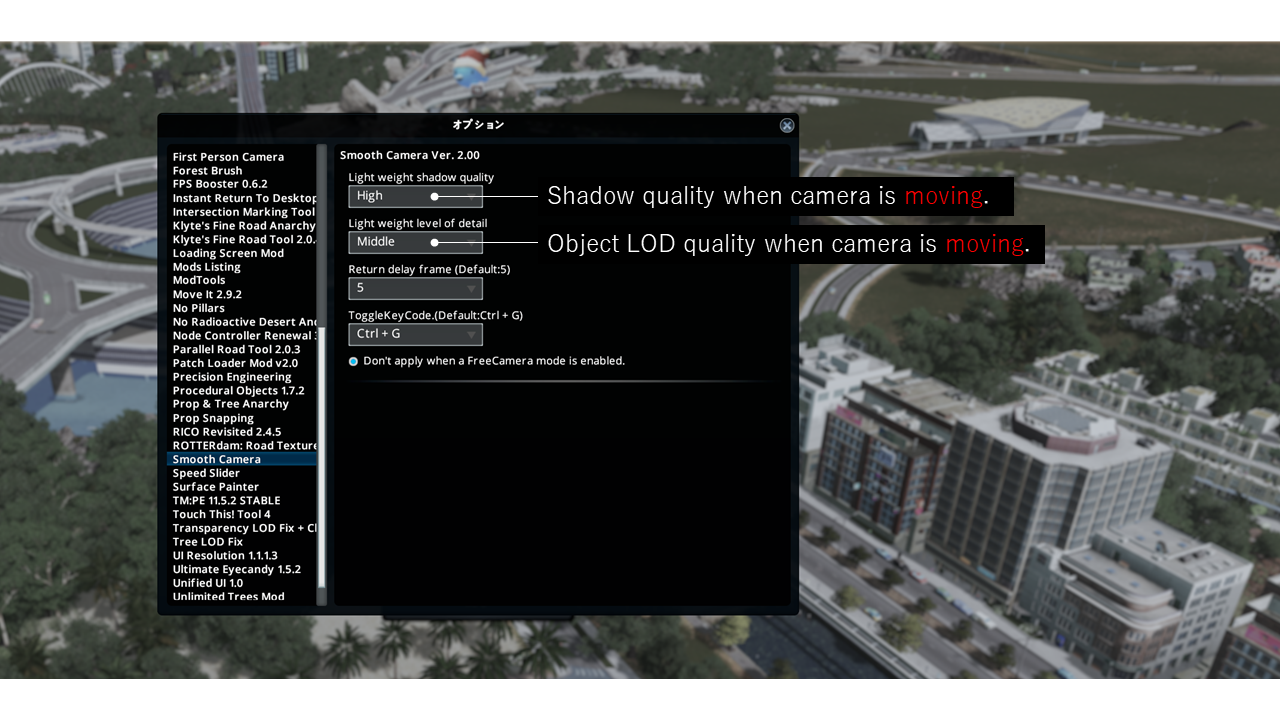 オプション
First Person Camera
Forest Brush
FPS Booster 0.6.2
Instant Return To Desktop
Intersection Marking Tool
Klyte's Fine Road Anarchy
Klyte's Fine Road Tool 2.0.
Loading Screen Mod
Mods Listing
ModTools
Move It 2.9.2
No Pillars
No Radioactive Desert And
Node Controller Renewal 3
Parallel Road Tool 2.0.3
Patch Loader Mod v2.0
Precision Engineering
Procedural Objects 1.7.2
Prop & Tree Anarchy
Prop Snapping
RICO Revisited 2.4.5
ROTTERdam: Road Texture
Smooth Camera
Speed Slider
Surface Painter
TM:PE 11.5.2 STABLE
Touch This! Tool 4
Transparency LOD Fix + Cl
Tree LOD Fix
UI Resolution 1.1.1.3
Ultimate Eyecandy 1.5.2
Unified UI 1.0
Unlimited Trees Mod
Smooth Camera Ver. 2.00
Light weight shadow quality
High
Shadow quality when camera is moving.
Light weight level of detail
Middle
Object LOD quality when camera is moving.
Return delay frame (Default:5)
5
ToggleKeyCode.(Default:Ctrl + G)
Ctrl + G
Don't apply when a FreeCamera mode is enabled.